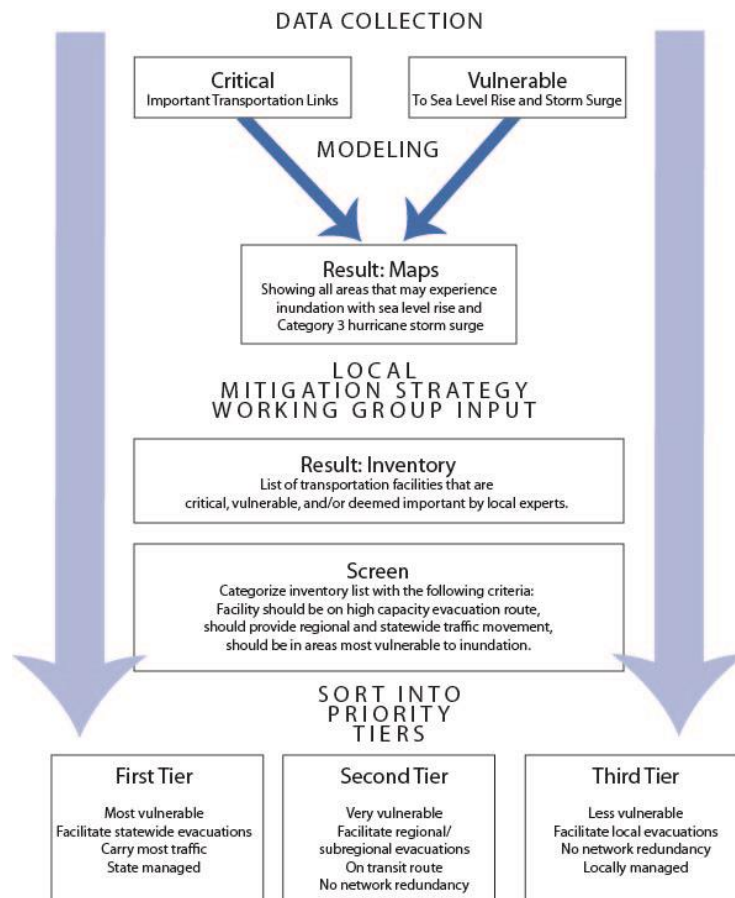 DATA COLLECTION
Critical
Important Transportation Links
Vulnerable
To Sea Level Rise and Storm Surge
MODELING
Result: Maps
Showing all areas that may experience
inundation with sea level rise and
Category 3 hurricane storm surge
LOCAL
MITIGATION STRATEGY
WORKING GROUP INPUT
Result: Inventory
List of transportation facilities that are
critical, vulnerable, and/or deemed important by local experts.
Screen
Categorize inventory list with the following criteria:
Facility should be on high capacity evacuation route,
should provide regional and statewide traffic movement,
should be in areas most vulnerable to inundation.
SORT INTO
PRIORITY
TIERS
First Tier
Most vulnerable
Facilitate statewide evacuations
Carry most traffic
State managed
Second Tier
Very vulnerable
Facilitate regional/
subregional evacuations
On transit route
No network redundancy
Third Tier
Less vulnerable
Facilitate local evacuations
No network redundancy
Locally managed